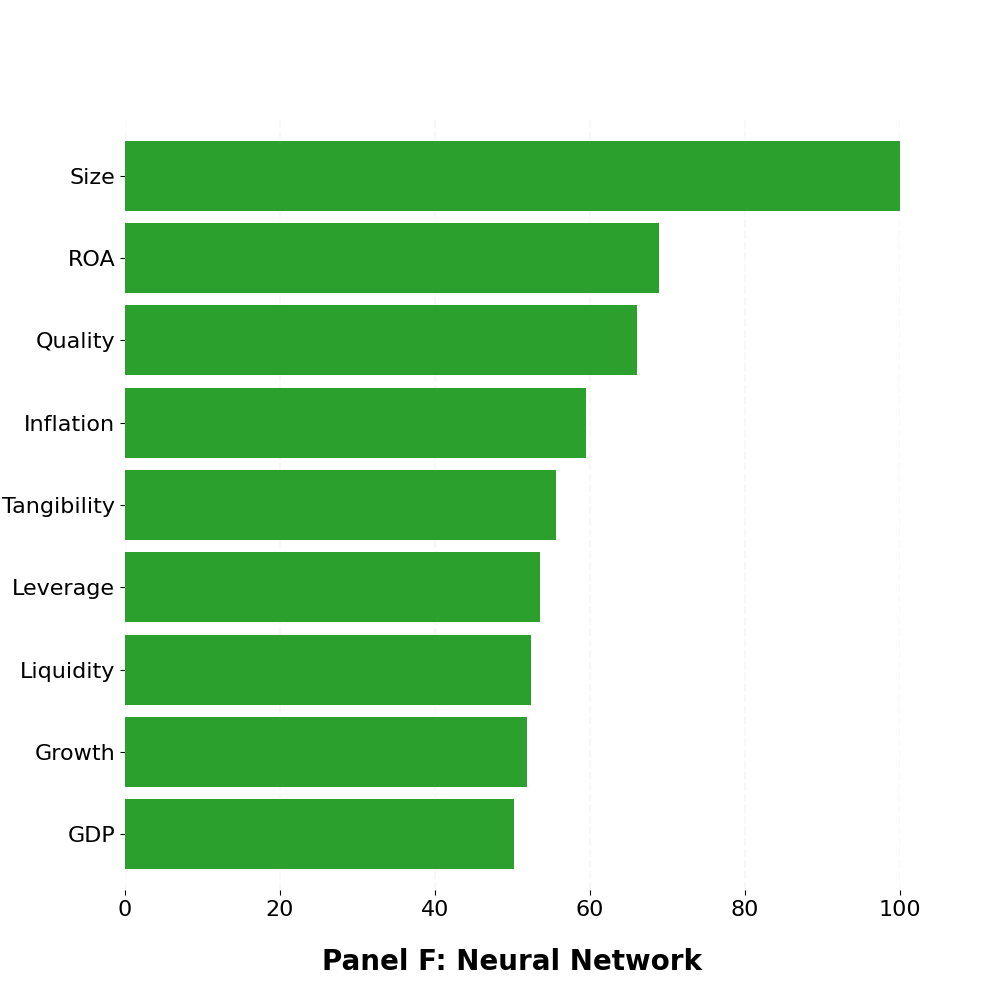 Size
ROA
Quality
Inflation
Tangibility
Leverage
Liquidity
Growth
GDP
0 20 40 60 80 100
Panel F: Neural Network